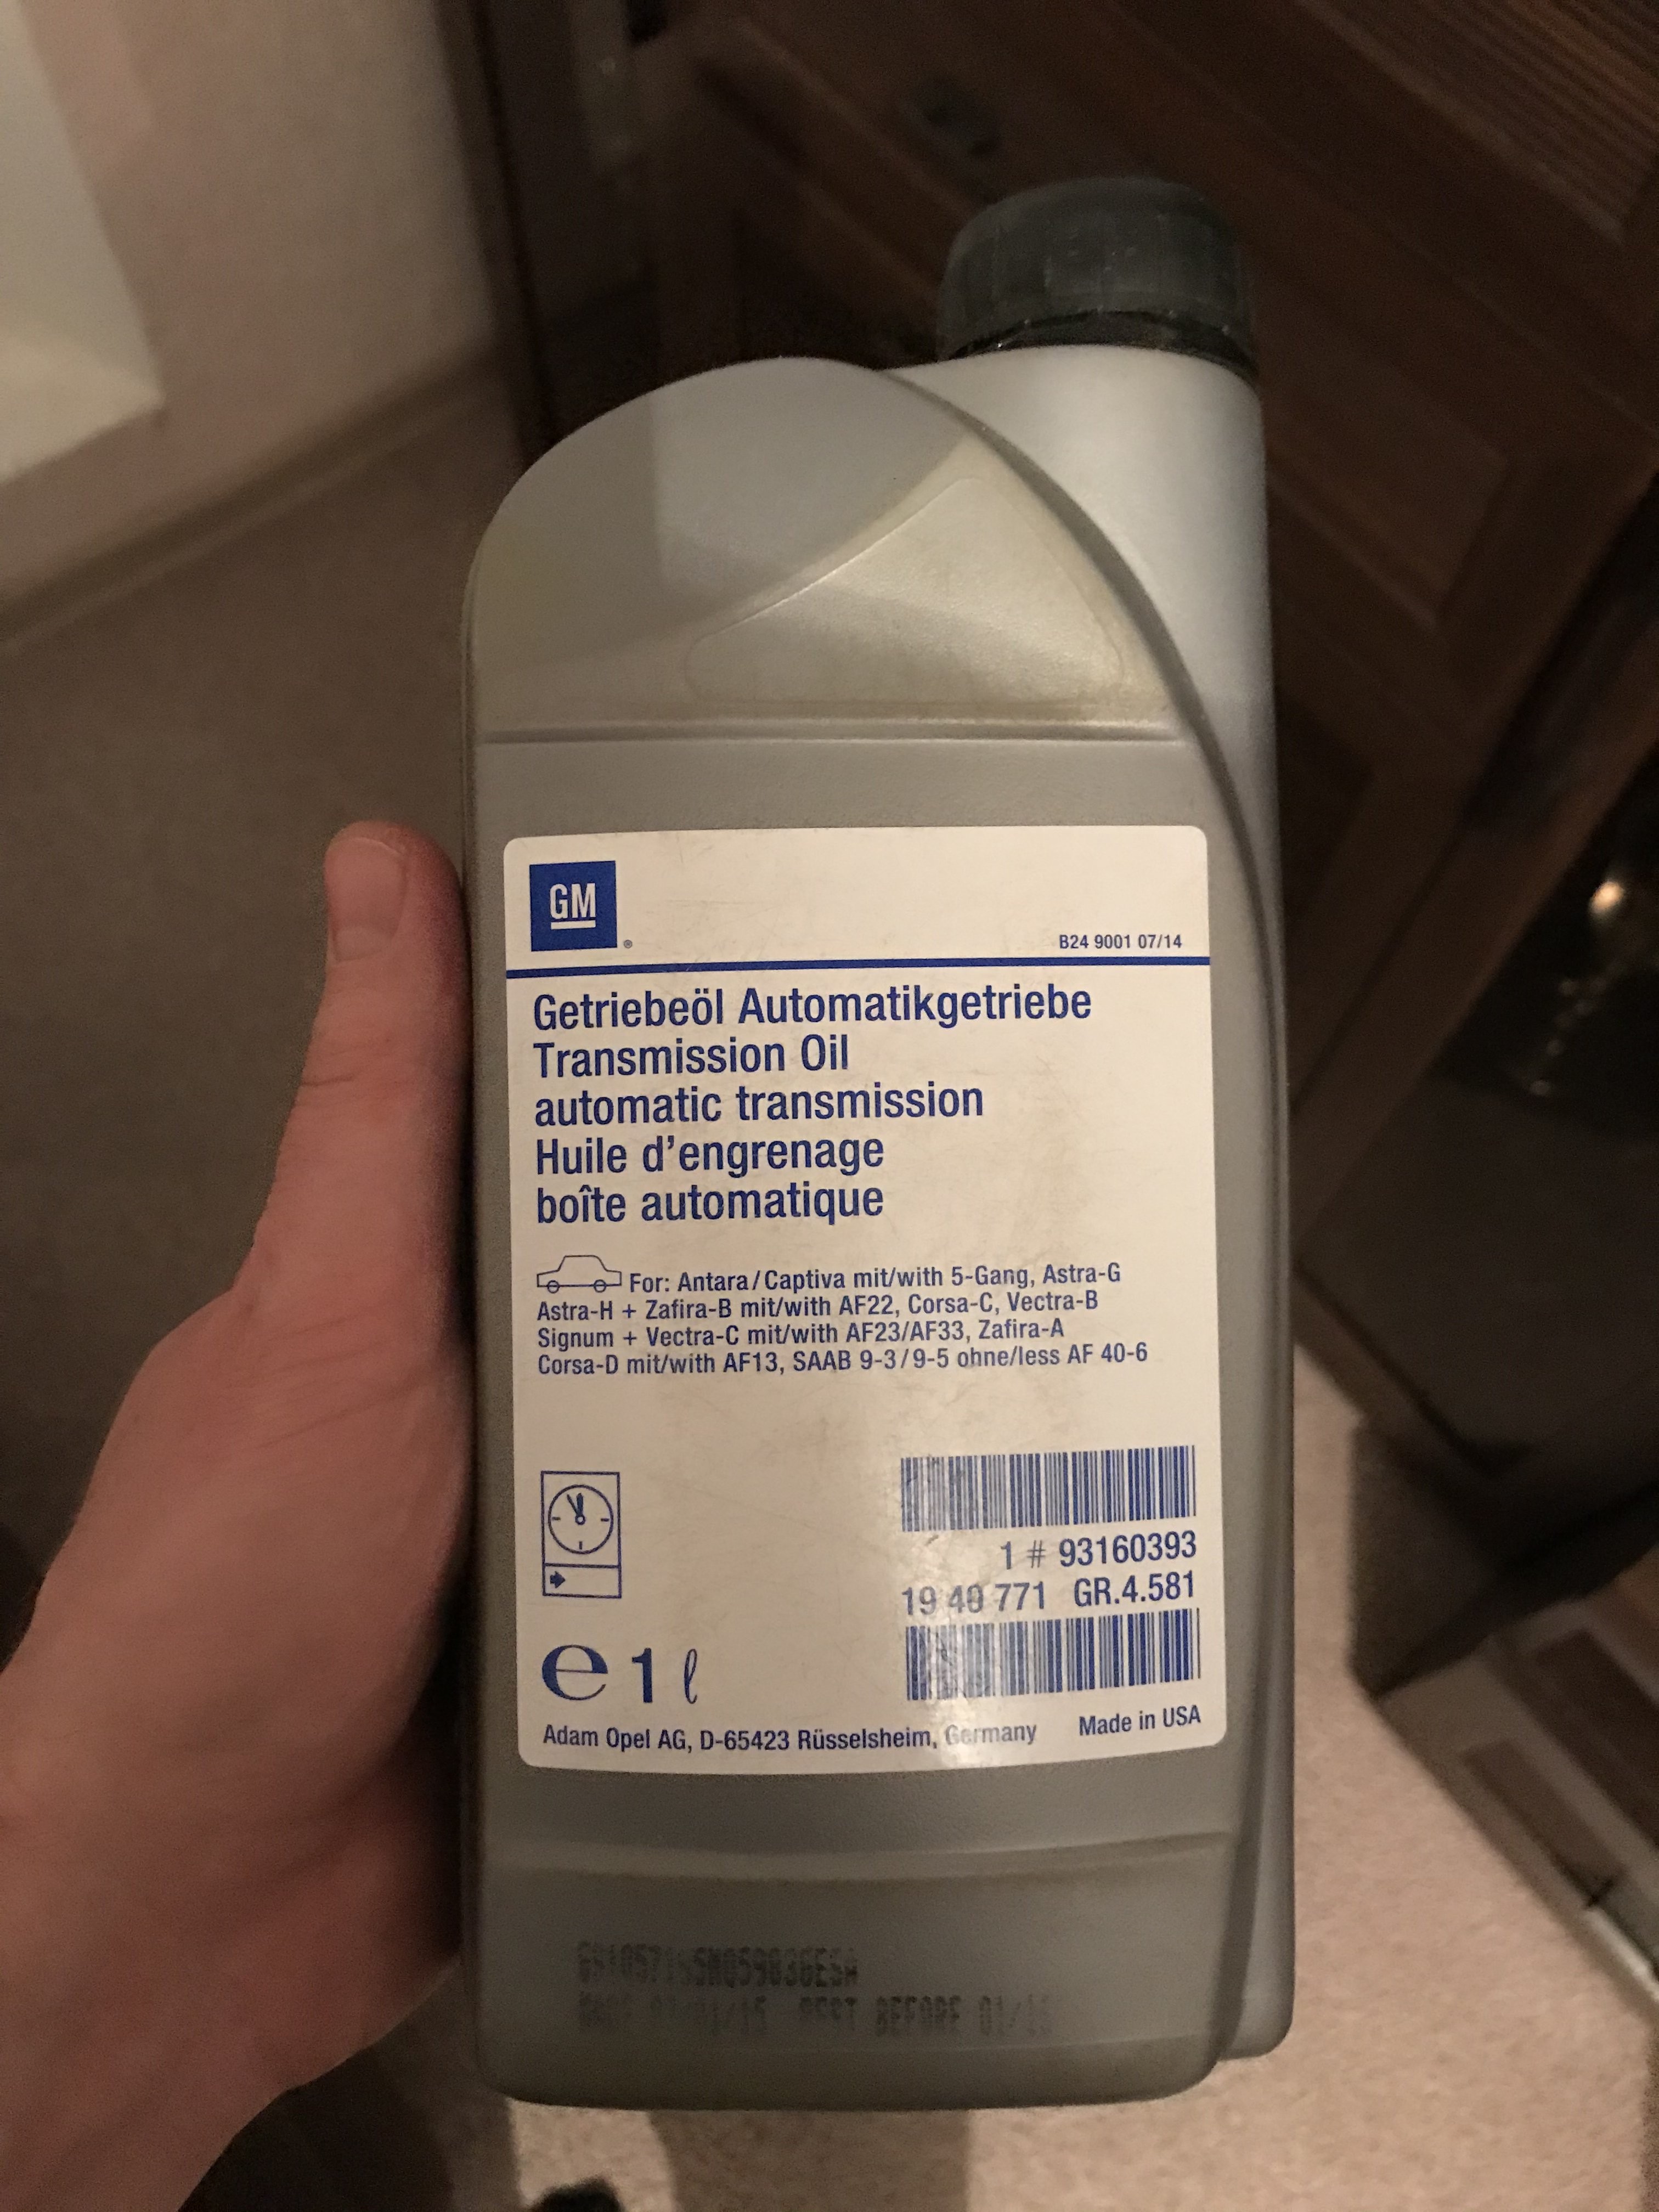 GM
®
B24 9001 07/14
Getriebeöl Automatikgetriebe
Transmission Oil
automatic transmission
Huile d'engrenage
boîte automatique
For: Antara/Captiva mit/with 5-Gang, Astra-G
Astra-H + Zafira-B mit/with AF22, Corsa-C, Vectra-B
Signum + Vectra-C mit/with AF23/AF33, Zafira-A
Corsa-D mit/with AF13, SAAB 9-3/9-5 ohne/less AF 40-6
1 # 93160393
19 40 771 GR.4.581
e 1 ℓ
Adam Opel AG, D-65423 Rüsselsheim, Germany Made in USA
BEST BEFORE